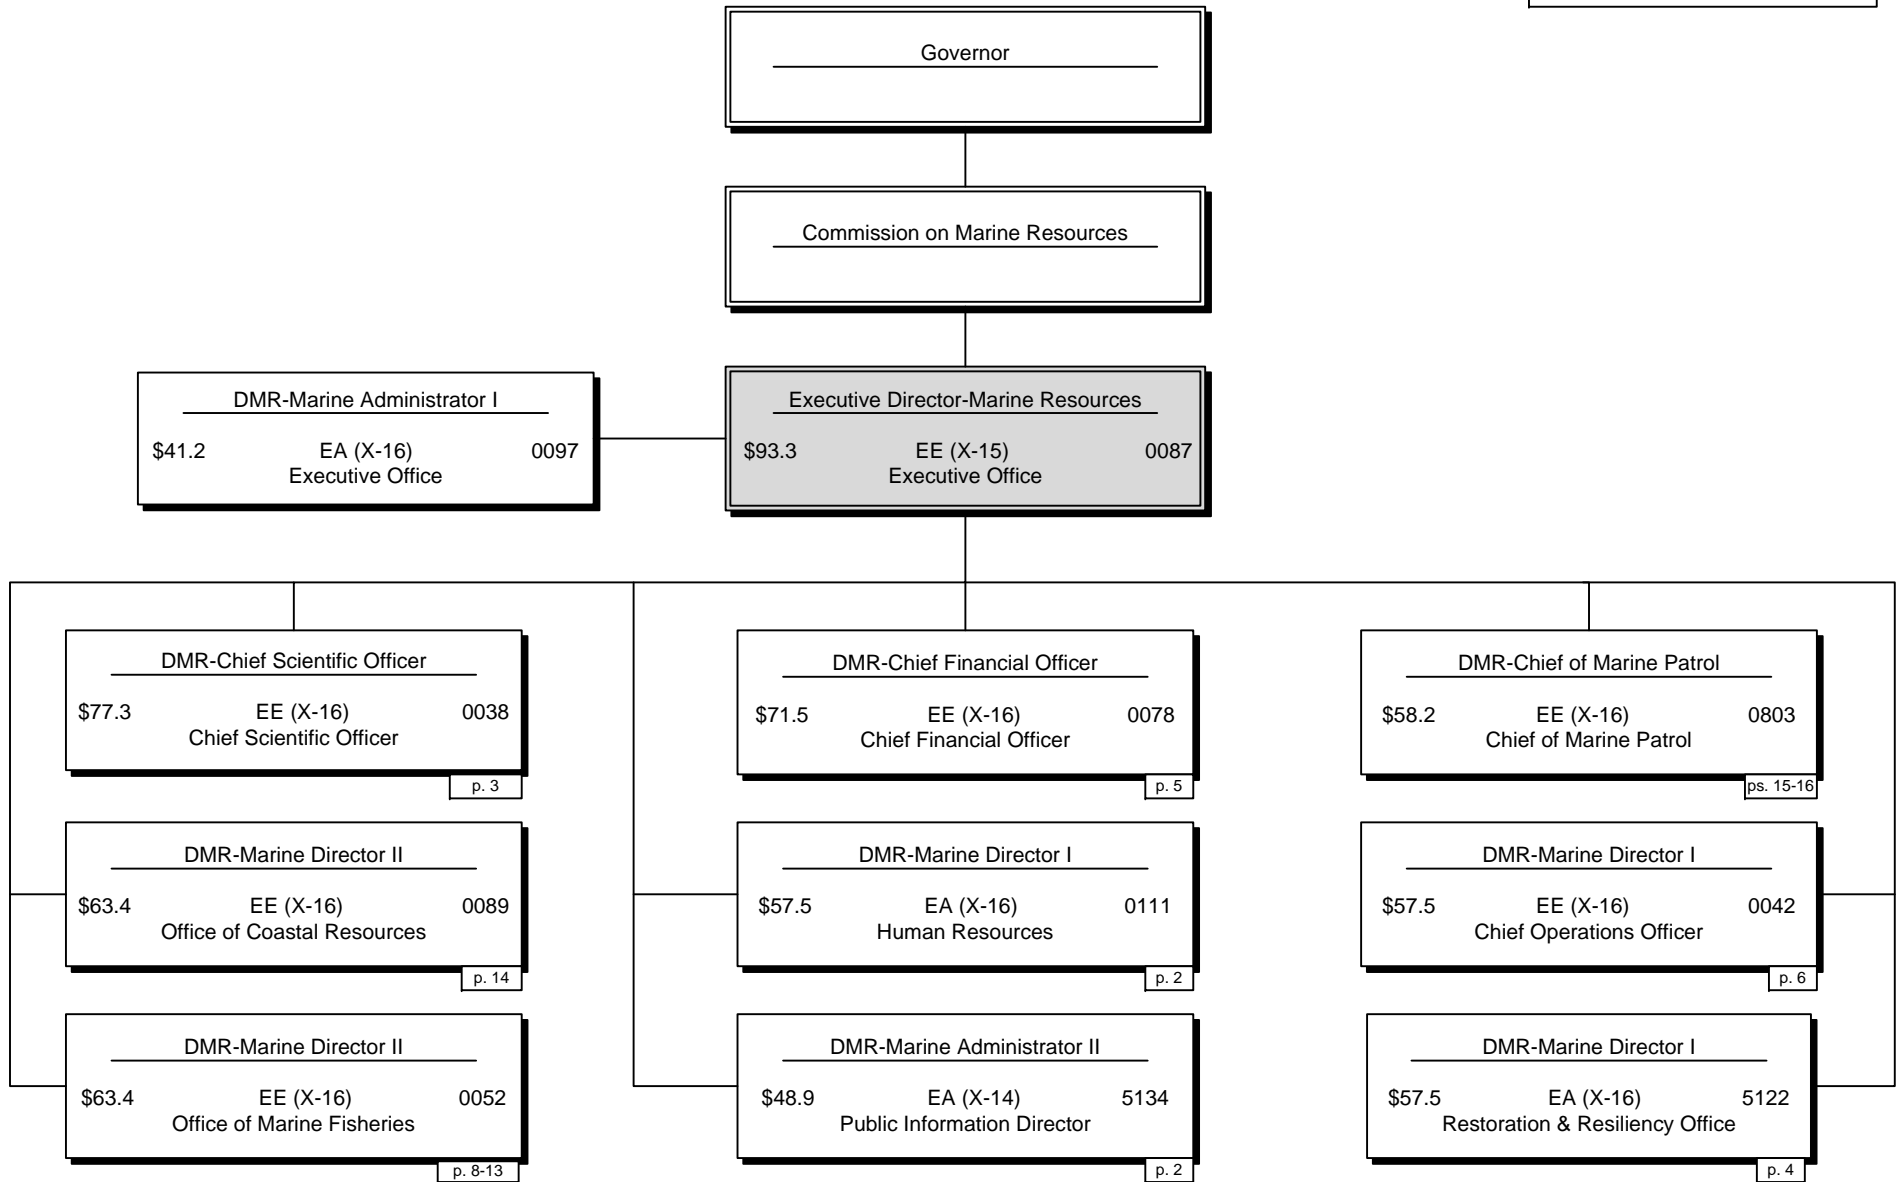 Governor
Commission on Marine Resources
DMR-Marine Administrator I
$41.2 EA (X-16) 0097
Executive Office
Executive Director-Marine Resources
$93.3 EE (X-15) 0087
Executive Office
DMR-Chief Scientific Officer
$77.3 EE (X-16) 0038
Chief Scientific Officer
p. 3
DMR-Chief Financial Officer
$71.5 EE (X-16) 0078
Chief Financial Officer
p. 5
DMR-Chief of Marine Patrol
$58.2 EE (X-16) 0803
Chief of Marine Patrol
ps. 15-16
DMR-Marine Director II
$63.4 EE (X-16) 0089
Office of Coastal Resources
p. 14
DMR-Marine Director I
$57.5 EA (X-16) 0111
Human Resources
p. 2
DMR-Marine Director I
$57.5 EE (X-16) 0042
Chief Operations Officer
p. 6
DMR-Marine Director II
$63.4 EE (X-16) 0052
Office of Marine Fisheries
p. 8-13
DMR-Marine Administrator II
$48.9 EA (X-14) 5134
Public Information Director
p. 2
DMR-Marine Director I
$57.5 EA (X-16) 5122
Restoration & Resiliency Office
p. 4